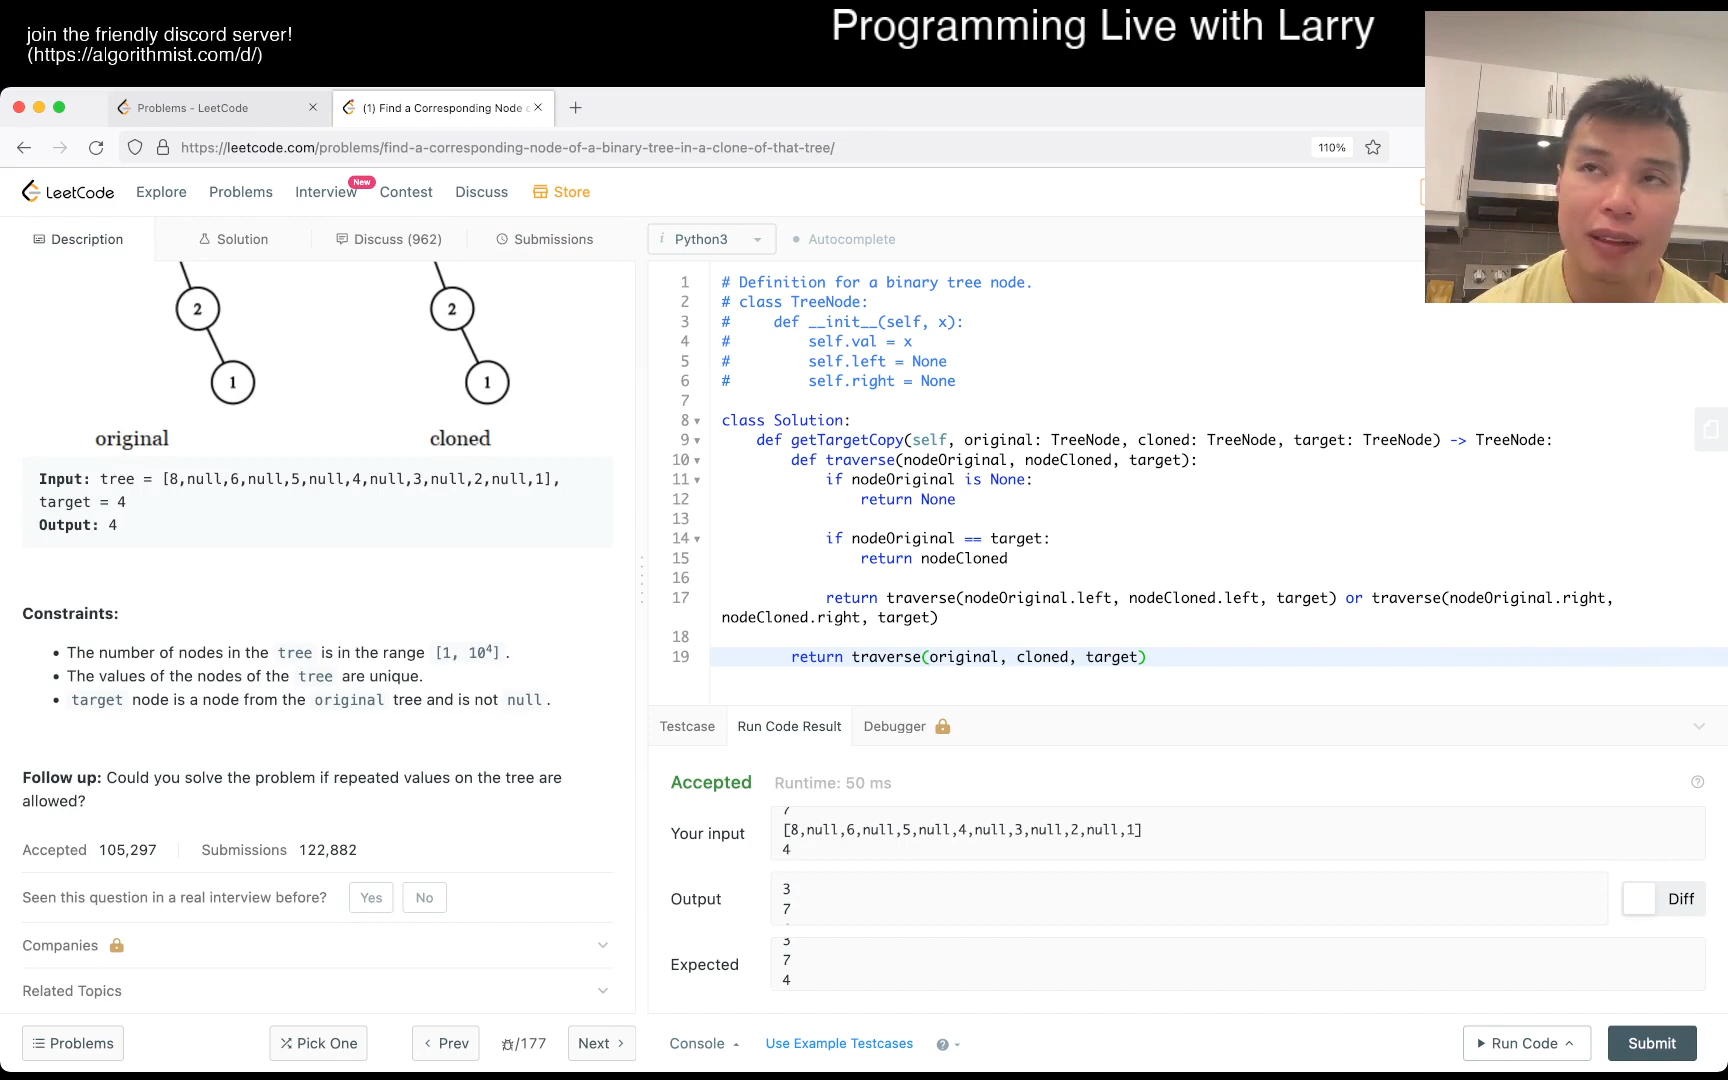 join the friendly discord server!
(https://algorithmist.com/d/)
Programming Live with Larry
Problems - LeetCode
(1) Find a Corresponding Node
https://leetcode.com/problems/find-a-corresponding-node-of-a-binary-tree-in-a-clone-of-that-tree/
110%
LeetCode
Explore
Problems
Interview
New
Contest
Discuss
Store
Description
Solution
Discuss (962)
Submissions
i Python3
Autocomplete
2
2
1
1
original
cloned
Input: tree = [8,null,6,null,5,null,4,null,3,null,2,null,1],
target = 4
Output: 4
Constraints:
• The number of nodes in the tree is in the range [1, 10⁴] .
• The values of the nodes of the tree are unique.
• target node is a node from the original tree and is not null .
Follow up: Could you solve the problem if repeated values on the tree are
allowed?
Accepted 105,297
Submissions 122,882
Seen this question in a real interview before?
Yes
No
Companies
Related Topics
Problems
Pick One
Prev
/177
Next
1 # Definition for a binary tree node.
2 # class TreeNode:
3 #     def __init__(self, x):
4 #         self.val = x
5 #         self.left = None
6 #         self.right = None
7
8 class Solution:
9     def getTargetCopy(self, original: TreeNode, cloned: TreeNode, target: TreeNode) -> TreeNode:
10         def traverse(nodeOriginal, nodeCloned, target):
11             if nodeOriginal is None:
12                 return None
13
14             if nodeOriginal == target:
15                 return nodeCloned
16
17             return traverse(nodeOriginal.left, nodeCloned.left, target) or traverse(nodeOriginal.right,
nodeCloned.right, target)
18
19         return traverse(original, cloned, target)
Testcase
Run Code Result
Debugger
Accepted
Runtime: 50 ms
Your input
7
[8,null,6,null,5,null,4,null,3,null,2,null,1]
4
Output
3
7
Diff
Expected
3
7
4
Console
Use Example Testcases
Run Code
Submit